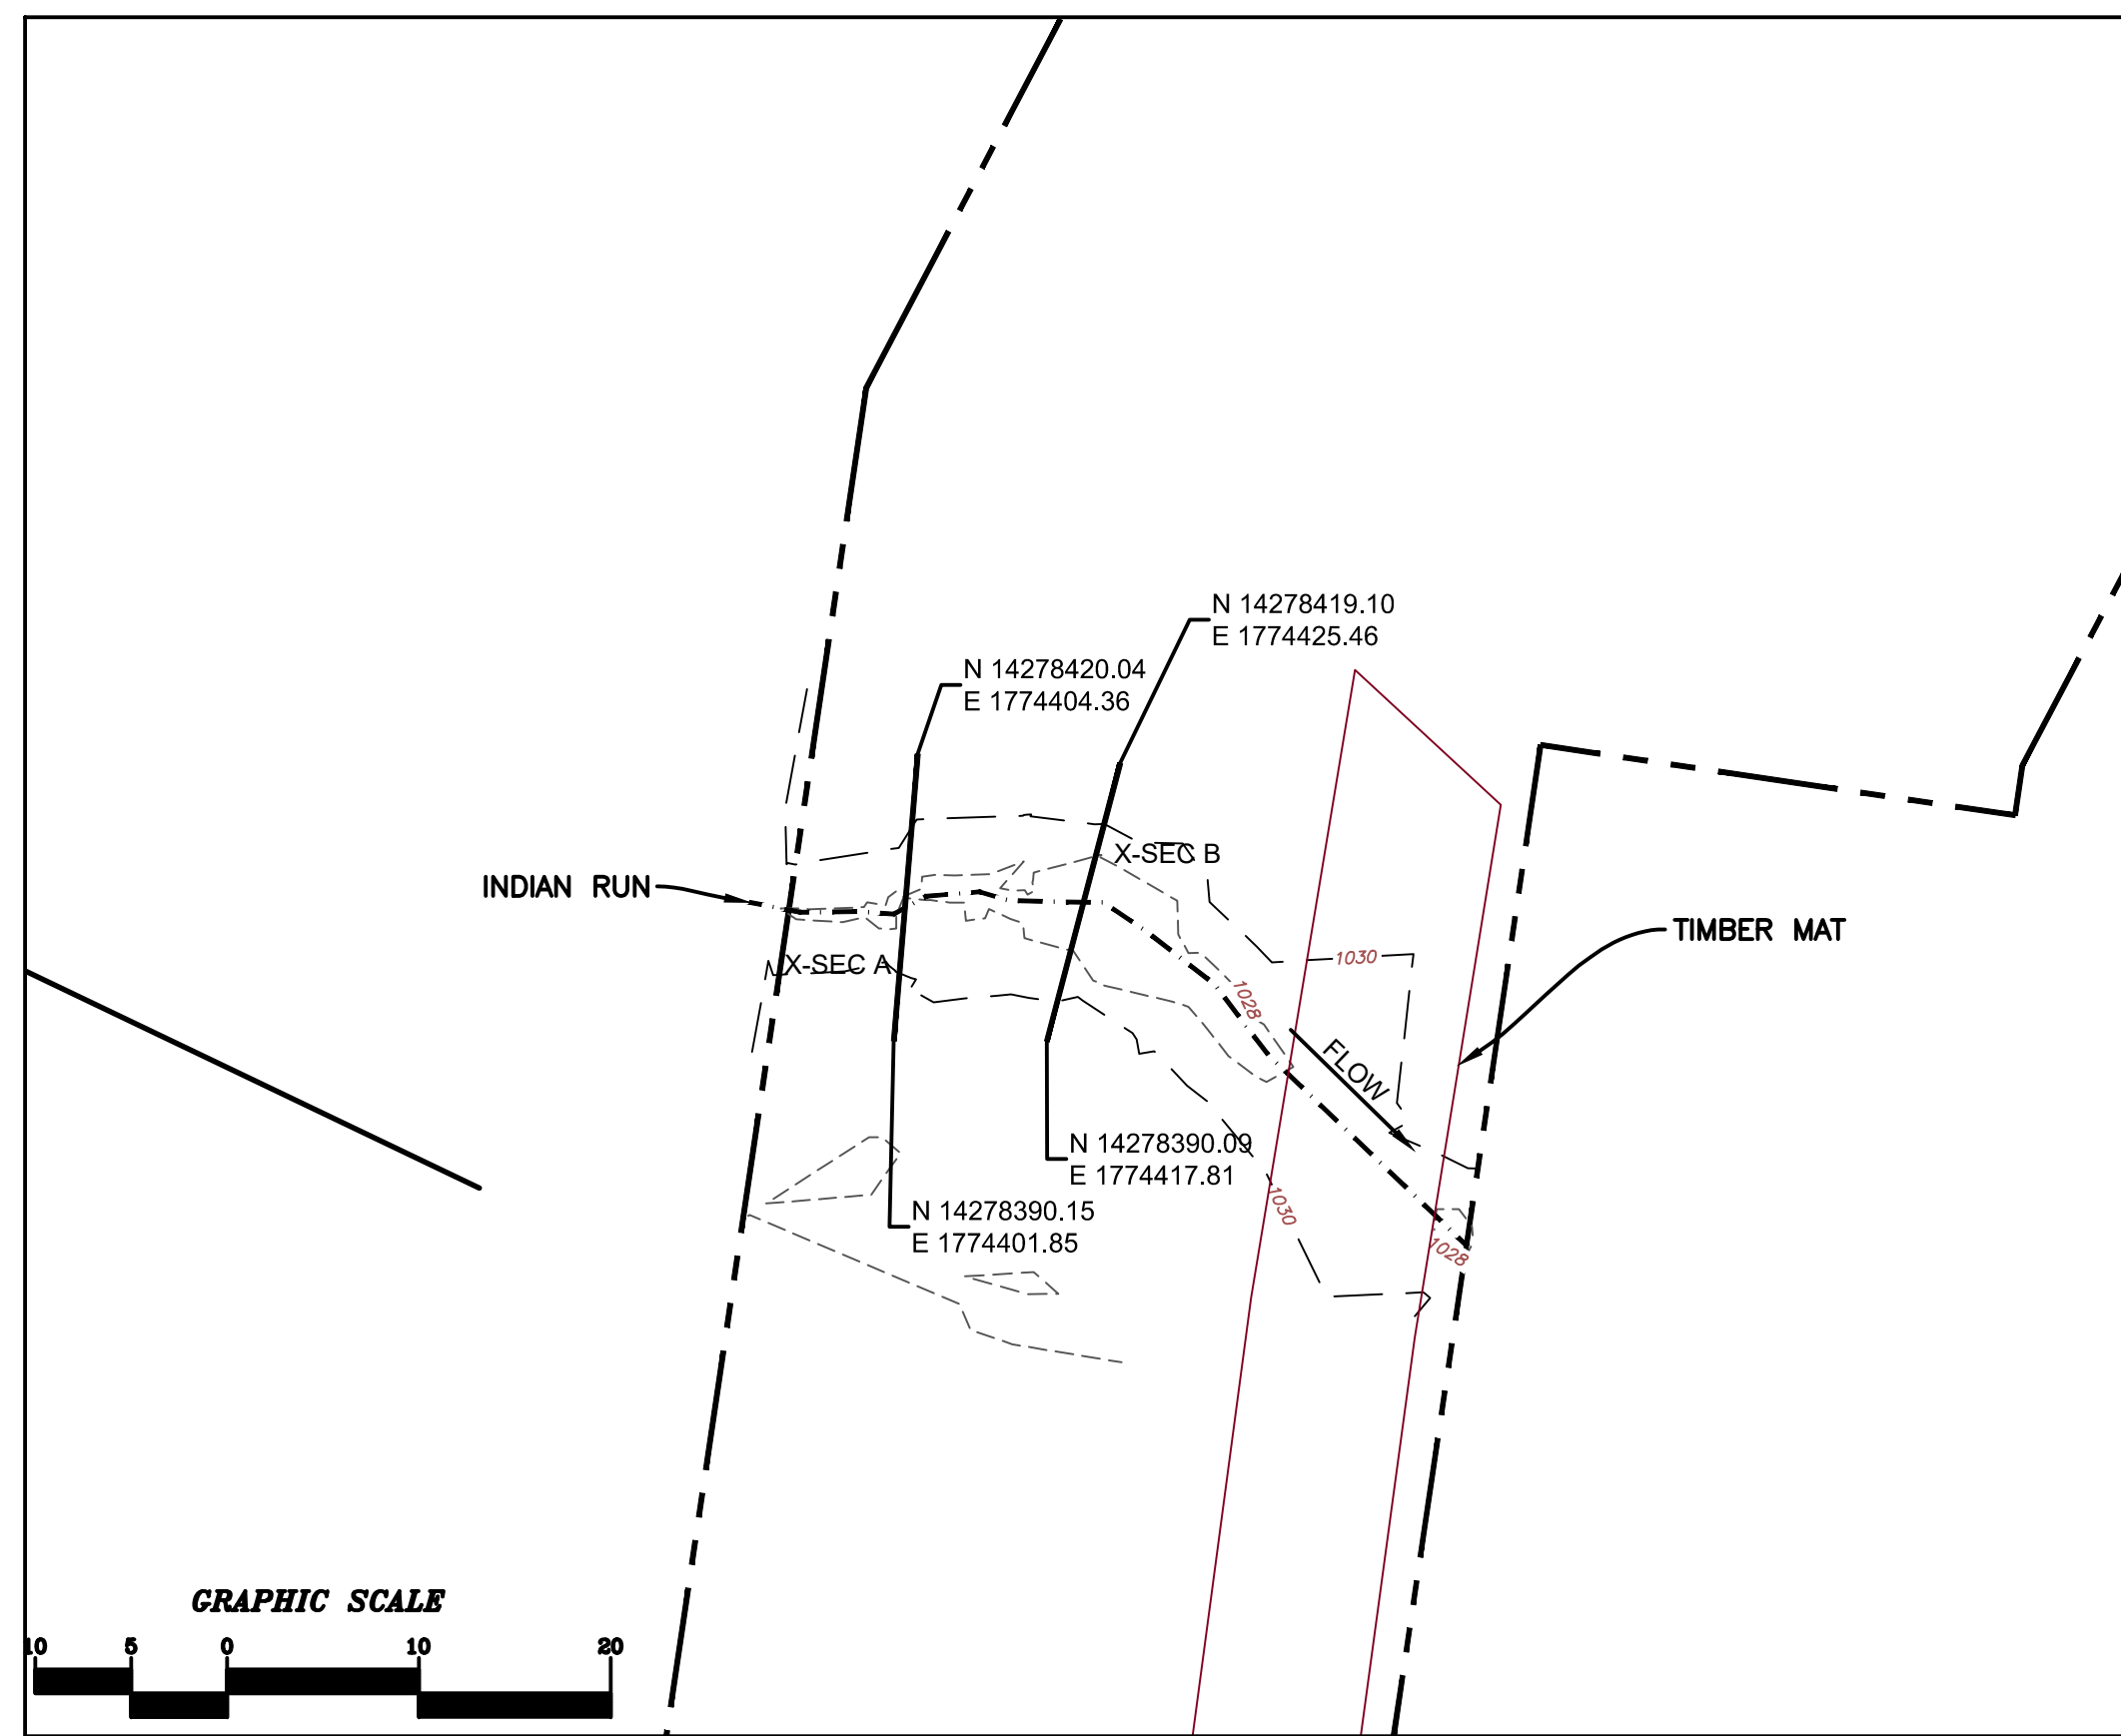 N 14278419.10
E 1774425.46
N 14278420.04
E 1774404.36
X-SEC B
INDIAN RUN
TIMBER MAT
X-SEC A
1030
1028
FLOW
N 14278390.09
E 1774417.81
1030
N 14278390.15
E 1774401.85
1028
GRAPHIC SCALE
10 5 0 10 20